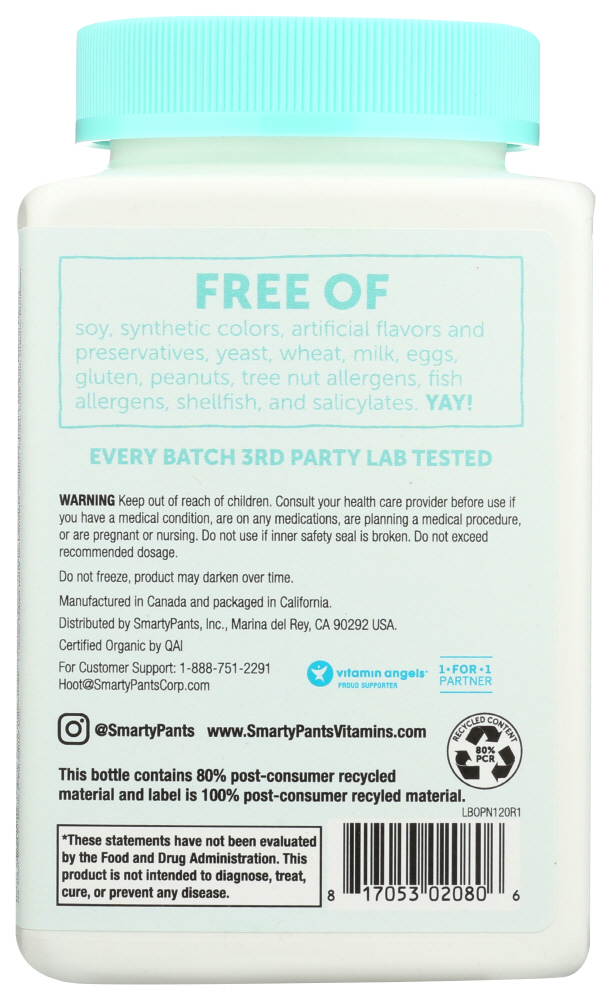 FREE OF
soy, synthetic colors, artificial flavors and
preservatives, yeast, wheat, milk, eggs,
gluten, peanuts, tree nut allergens, fish
allergens, shellfish, and salicylates. YAY!
EVERY BATCH 3RD PARTY LAB TESTED
WARNING Keep out of reach of children. Consult your health care provider before use if
you have a medical condition, are on any medications, are planning a medical procedure,
or are pregnant or nursing. Do not use if inner safety seal is broken. Do not exceed
recommended dosage.
Do not freeze, product may darken over time.
Manufactured in Canada and packaged in California.
Distributed by SmartyPants, Inc., Marina del Rey, CA 90292 USA.
Certified Organic by QAI
For Customer Support: 1-888-751-2291
Hoot@SmartyPantsCorp.com
vitamin angels®
PROUD SUPPORTER
1•FOR•1
PARTNER
@SmartyPants www.SmartyPantsVitamins.com
RECYCLED CONTENT
80%
PCR
This bottle contains 80% post-consumer recycled
material and label is 100% post-consumer recyled material.
LBOPN120R1
*These statements have not been evaluated
by the Food and Drug Administration. This
product is not intended to diagnose, treat,
cure, or prevent any disease.
8 17053 02080 6